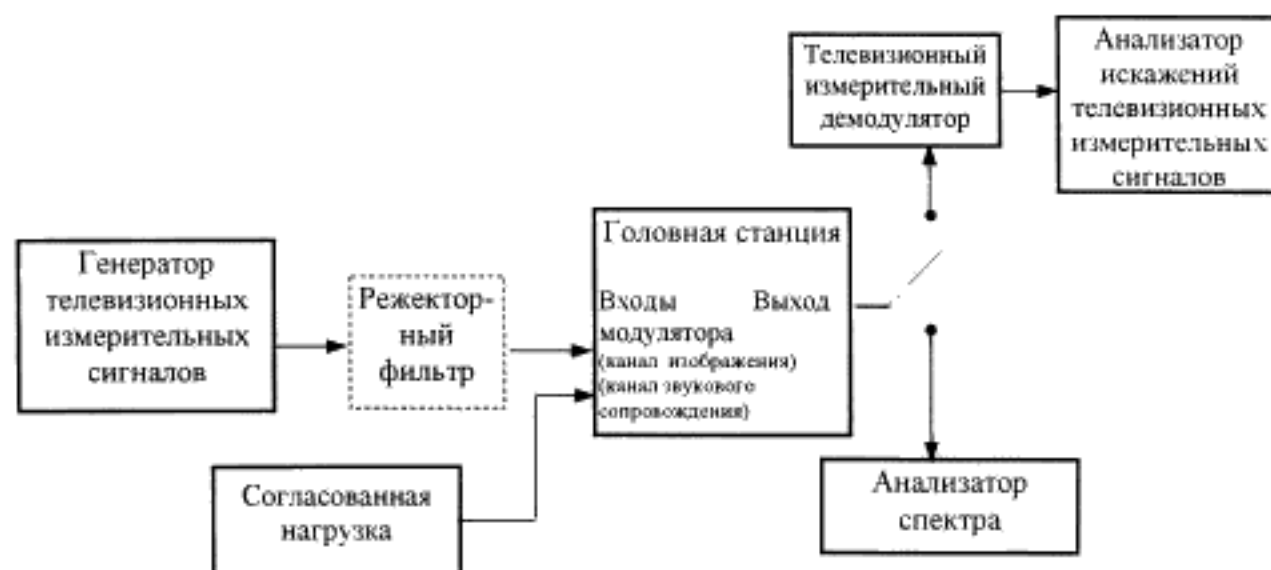 Телевизионный
измерительный
демодулятор
Анализатор
искажений
телевизионных
измерительных
сигналов
Генератор
телевизионных
измерительных
сигналов
Режектор-
ный
фильтр
Головная станция
Входы Выход
модулятора
(канал изображения)
(канал звукового
сопровождения)
Согласованная
нагрузка
Анализатор
спектра